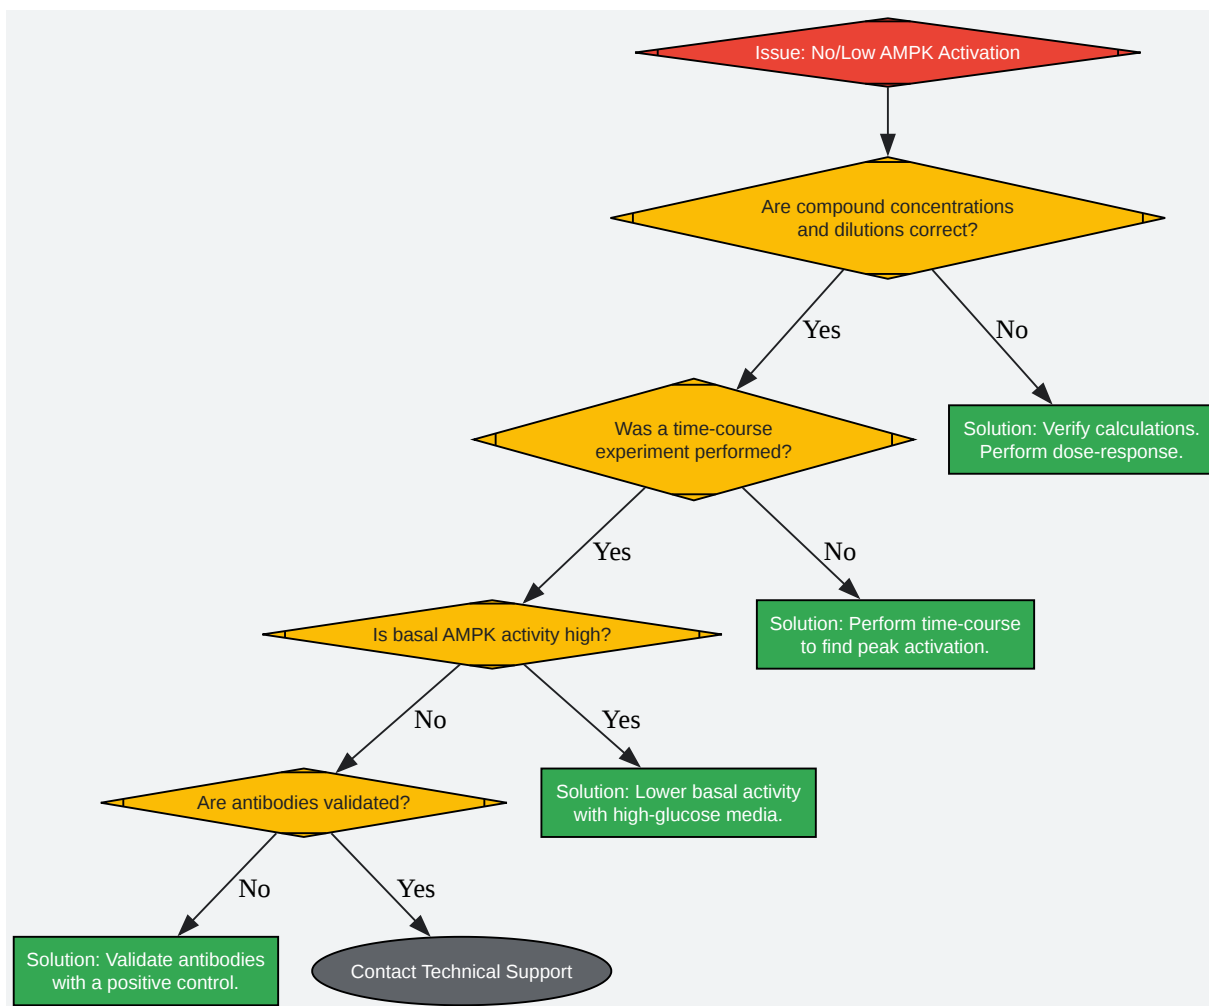 Issue: No/Low AMPK Activation
Are compound concentrations
and dilutions correct?
Yes
No
Was a time-course
experiment performed?
Solution: Verify calculations.
Perform dose-response.
Yes
No
Is basal AMPK activity high?
Solution: Perform time-course
to find peak activation.
No
Yes
Are antibodies validated?
Solution: Lower basal activity
with high-glucose media.
No
Yes
Solution: Validate antibodies
with a positive control.
Contact Technical Support